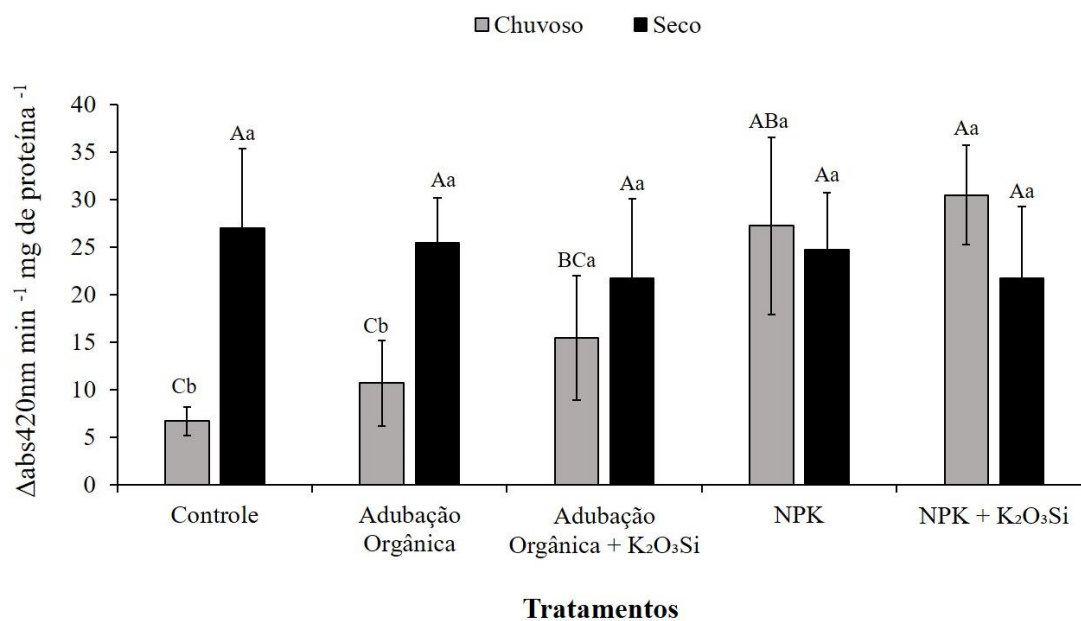 Chuvoso Seco
Δabs420nm min ⁻¹ mg de proteína ⁻¹
40
35
30
25
20
15
10
5
0
Cb Aa
Cb Aa
BCa Aa
ABa Aa
Aa Aa
Controle
Adubação
Orgânica
Adubação
Orgânica + K₂O₃Si
NPK
NPK + K₂O₃Si
Tratamentos